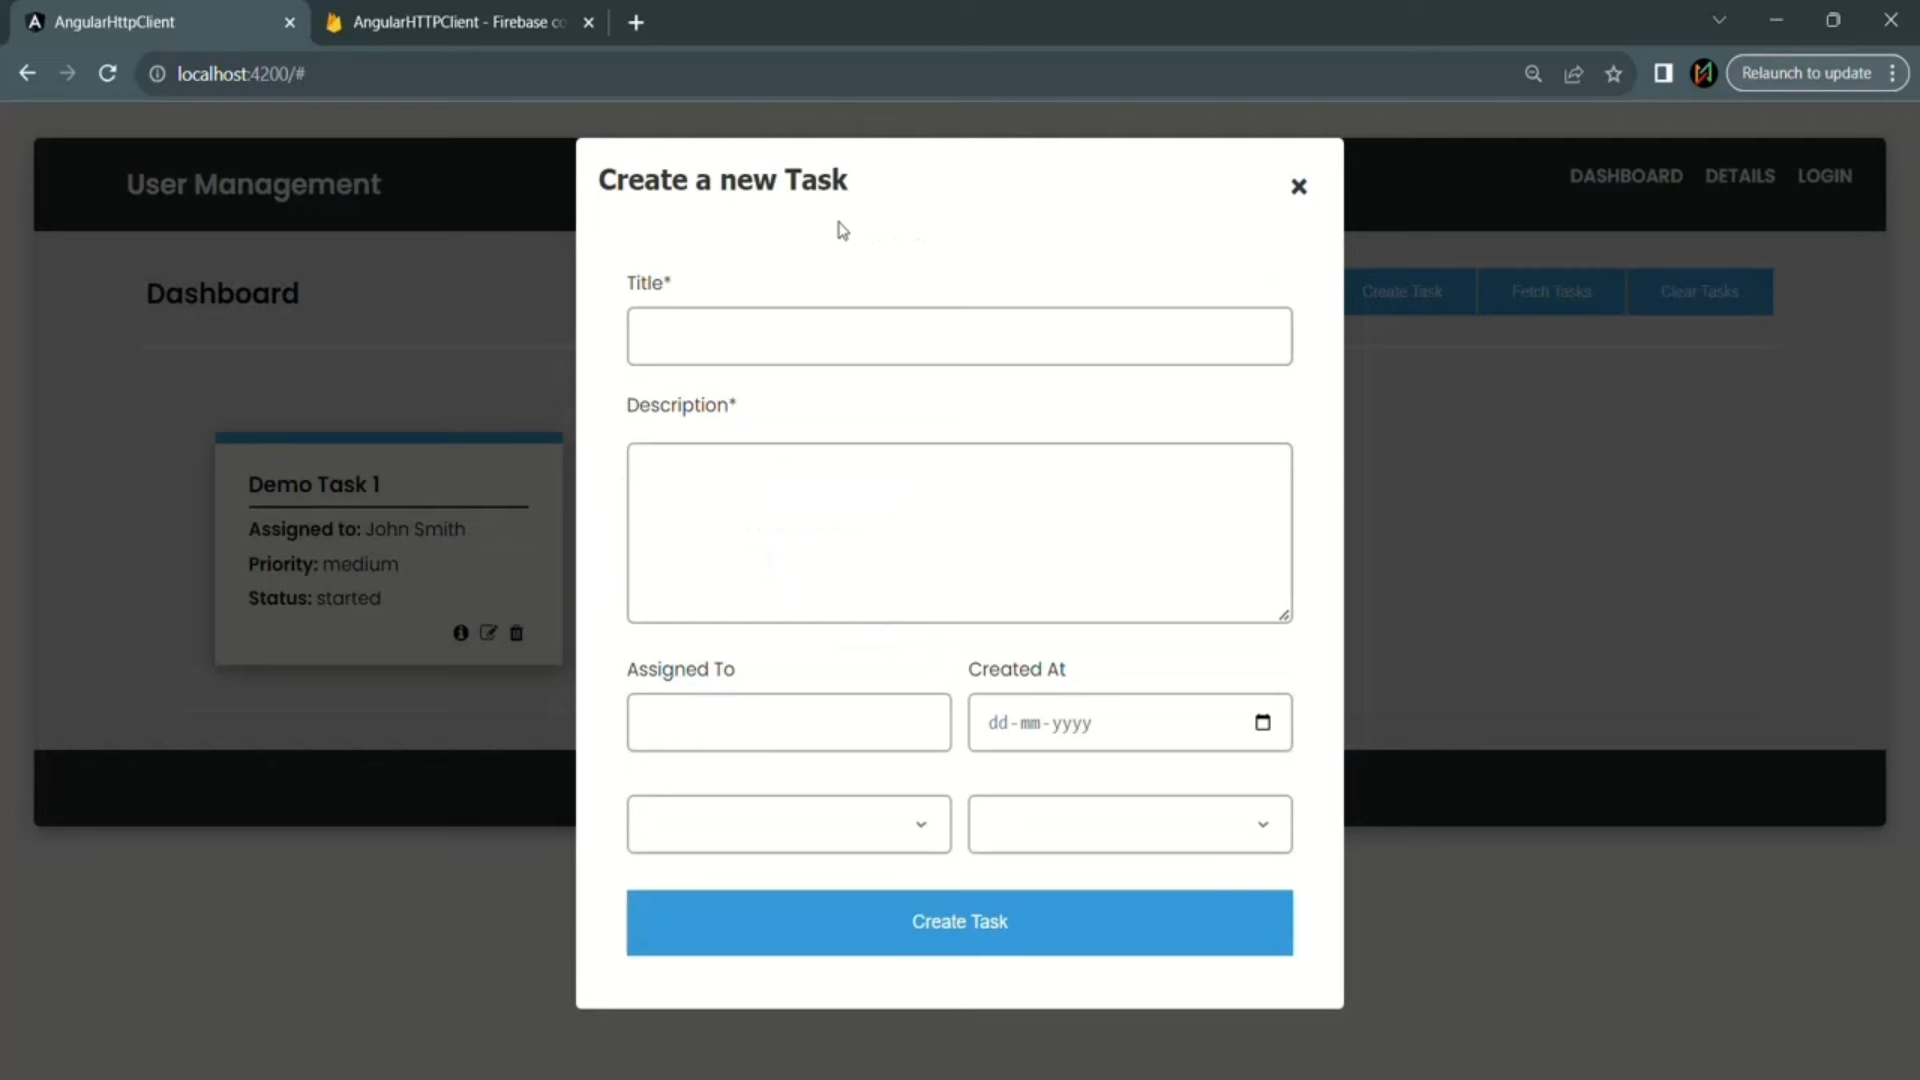 AngularHttpClient
AngularHTTPClient - Firebase co
localhost:4200/#
Relaunch to update
User Management
DASHBOARD DETAILS LOGIN
Dashboard
Create Task
Fetch Tasks
Clear Tasks
Demo Task 1
Assigned to: John Smith
Priority: medium
Status: started
Create a new Task
Title*
Description*
Assigned To
Created At
dd-mm-yyyy
Create Task